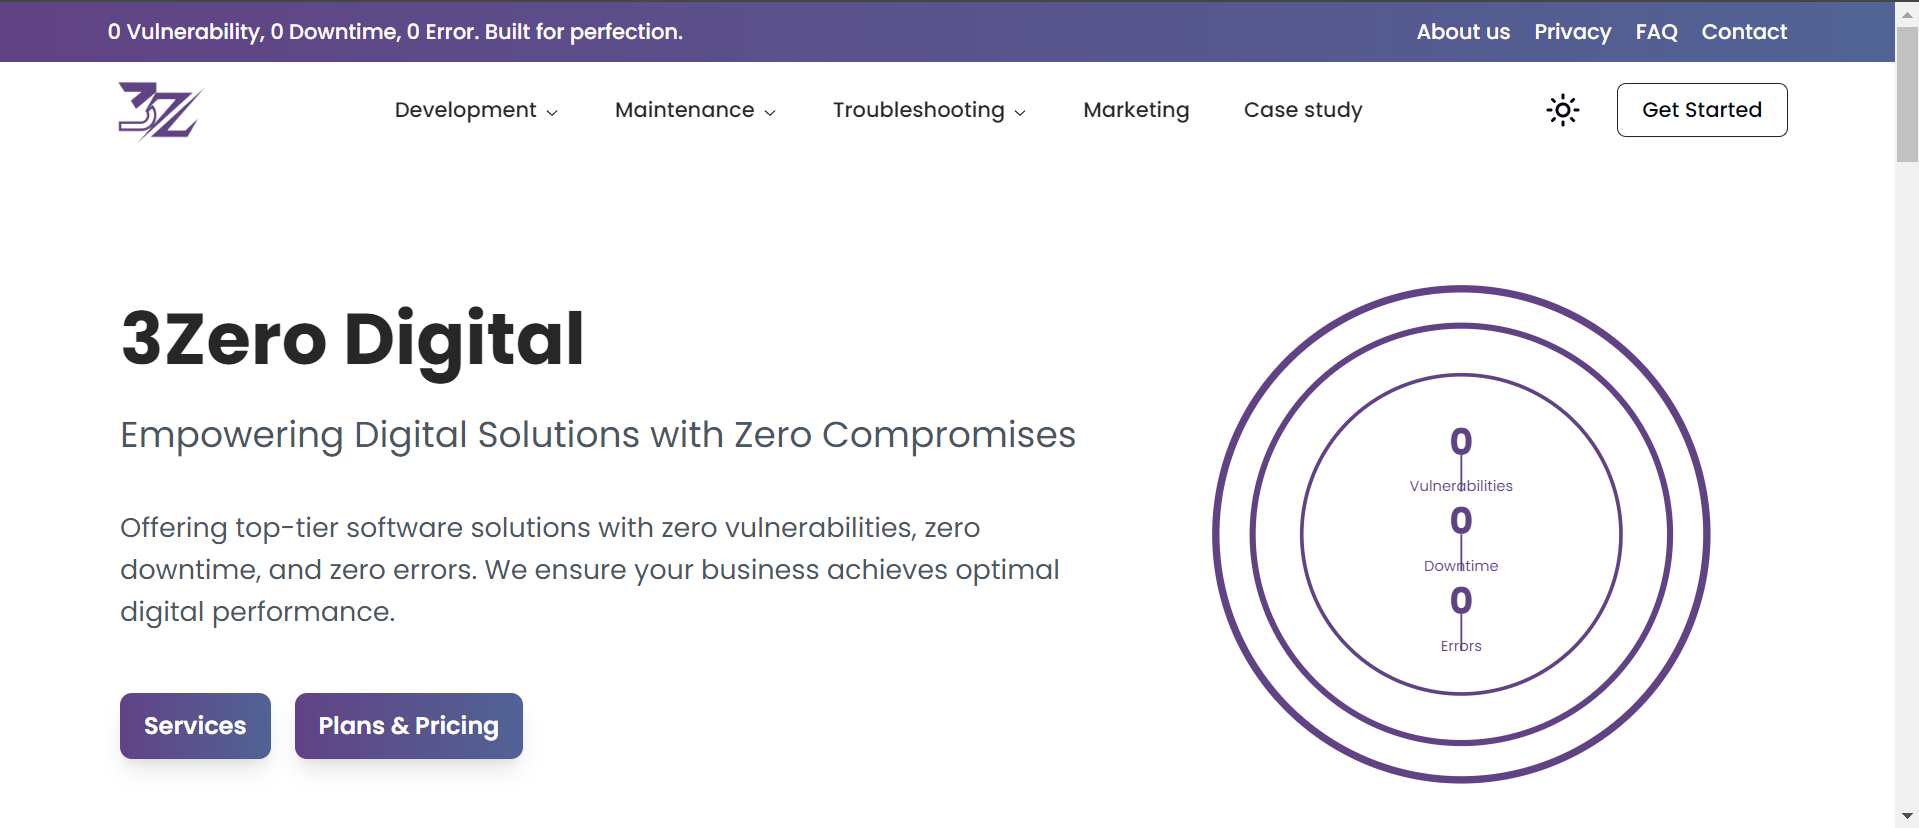 0 Vulnerability, 0 Downtime, 0 Error. Built for perfection.
About us Privacy FAQ Contact
3Z
Development Maintenance Troubleshooting Marketing Case study
Get Started
3Zero Digital
Empowering Digital Solutions with Zero Compromises
Offering top-tier software solutions with zero vulnerabilities, zero
downtime, and zero errors. We ensure your business achieves optimal
digital performance.
Services
Plans & Pricing
0
Vulnerabilities
0
Downtime
0
Errors